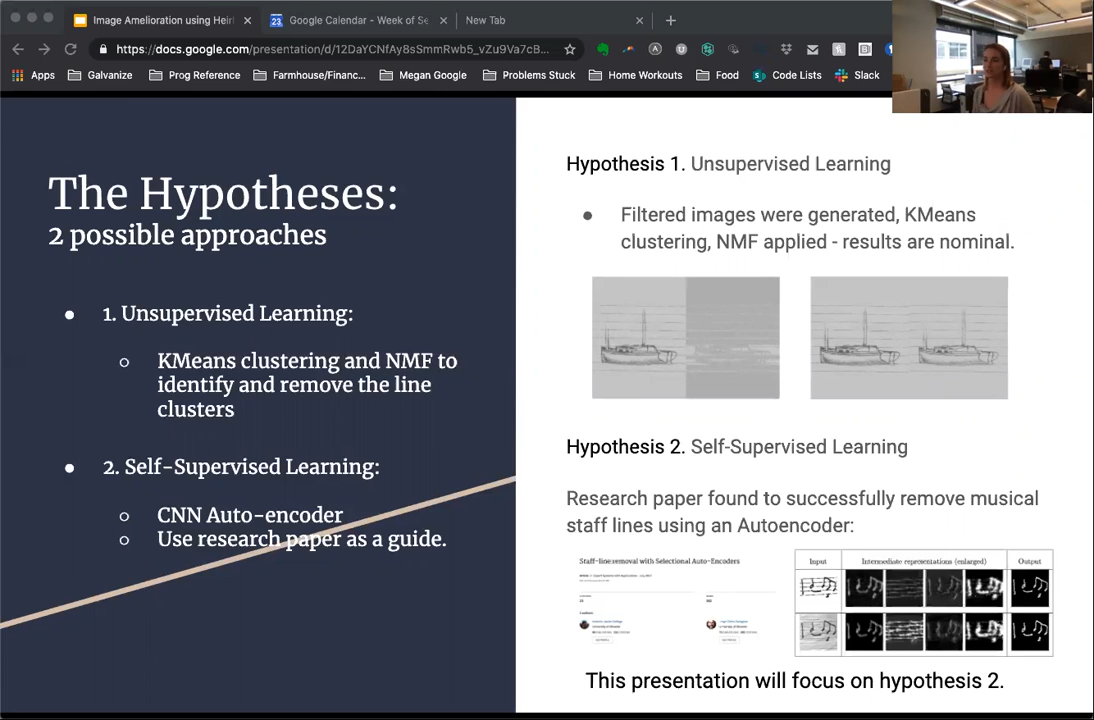 Image Amelioration using Heirl
Google Calendar - Week of Se
New Tab
https://docs.google.com/presentation/d/12DaYCNfAy8sSmmRwb5_vZu9Va7cB...
Apps
Galvanize
Prog Reference
Farmhouse/Financ...
Megan Google
Problems Stuck
Home Workouts
Food
Code Lists
Slack
The Hypotheses:
2 possible approaches
● 1. Unsupervised Learning:
○ KMeans clustering and NMF to
identify and remove the line
clusters
● 2. Self-Supervised Learning:
○ CNN Auto-encoder
○ Use research paper as a guide.
Hypothesis 1. Unsupervised Learning
● Filtered images were generated, KMeans
clustering, NMF applied - results are nominal.
Hypothesis 2. Self-Supervised Learning
Research paper found to successfully remove musical
staff lines using an Autoencoder:
Staff-line removal with Selectional Auto-Encoders
Input
Intermediate representations (enlarged)
Output
This presentation will focus on hypothesis 2.